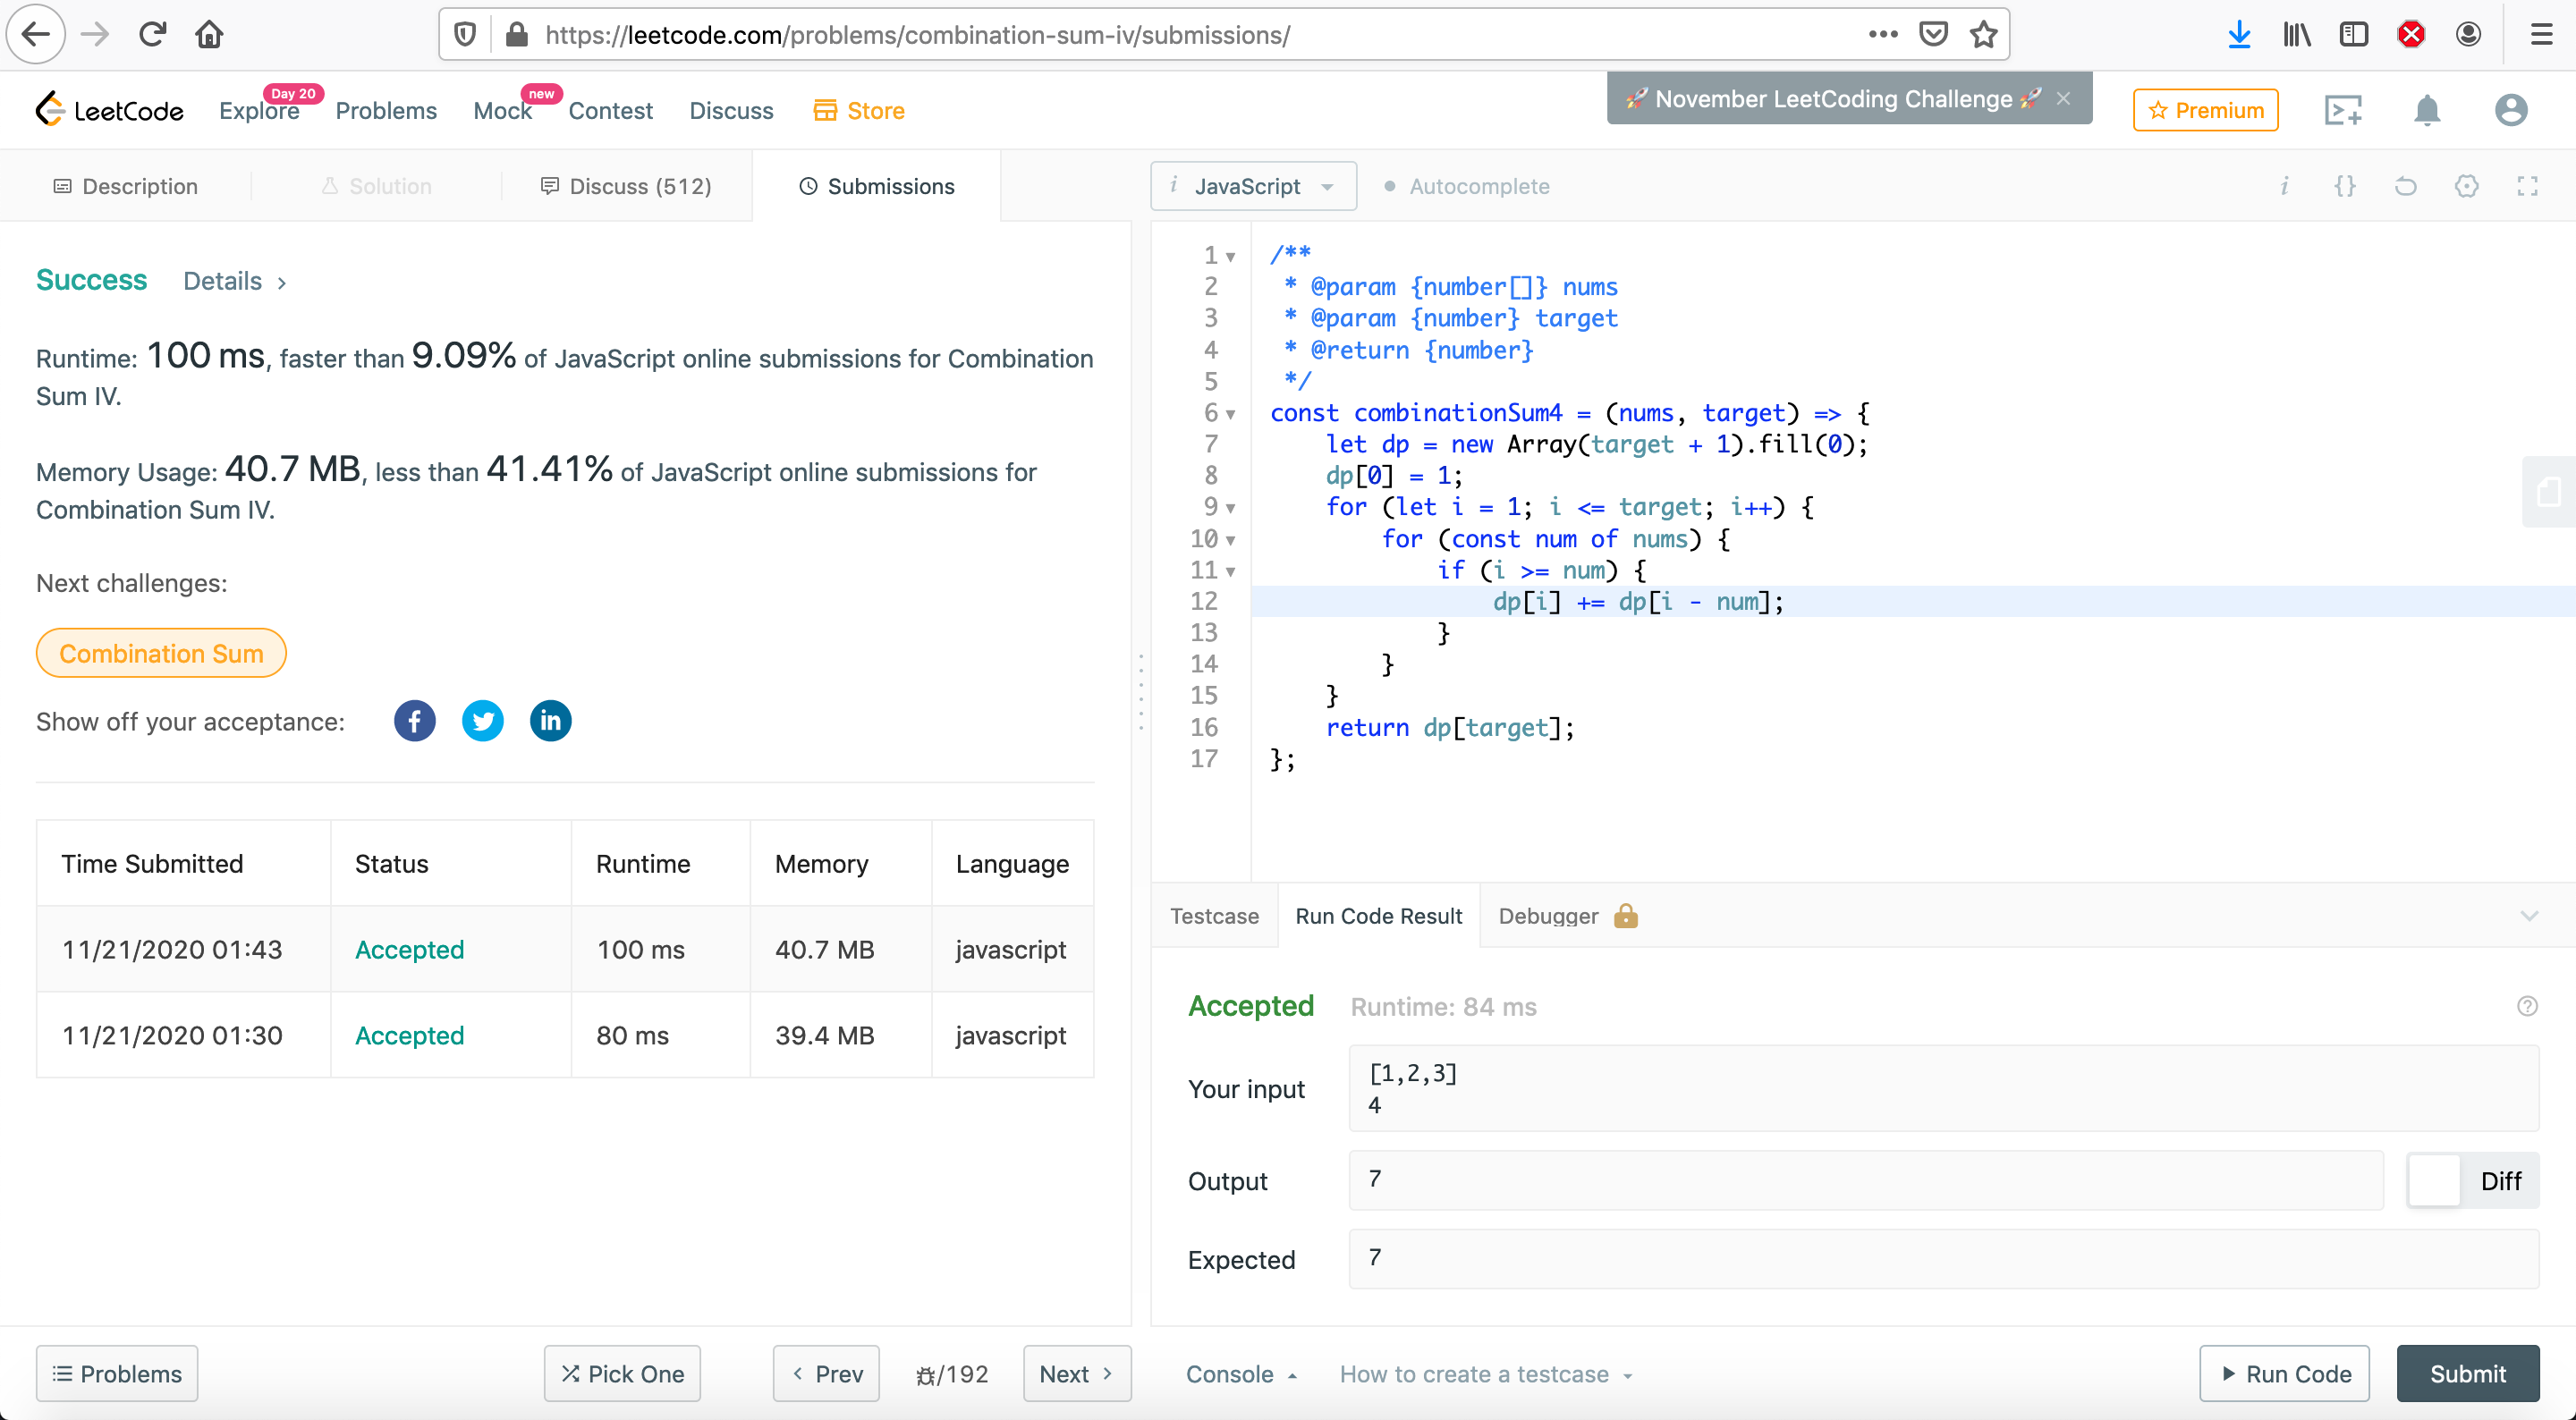 https://leetcode.com/problems/combination-sum-iv/submissions/
LeetCode
Explore
Day 20
Problems
Mock
new
Contest
Discuss
Store
🚀 November LeetCoding Challenge 🚀
Premium
Description
Solution
Discuss (512)
Submissions
Success
Details
Runtime: 100 ms, faster than 9.09% of JavaScript online submissions for Combination
Sum IV.
Memory Usage: 40.7 MB, less than 41.41% of JavaScript online submissions for
Combination Sum IV.
Next challenges:
Combination Sum
Show off your acceptance:
Time Submitted Status Runtime Memory Language
11/21/2020 01:43 Accepted 100 ms 40.7 MB javascript
11/21/2020 01:30 Accepted 80 ms 39.4 MB javascript
Problems
Pick One
Prev
/192
Next
i JavaScript
Autocomplete
i {}
1 /**
2  * @param {number[]} nums
3  * @param {number} target
4  * @return {number}
5  */
6 const combinationSum4 = (nums, target) => {
7     let dp = new Array(target + 1).fill(0);
8     dp[0] = 1;
9     for (let i = 1; i <= target; i++) {
10         for (const num of nums) {
11             if (i >= num) {
12                 dp[i] += dp[i - num];
13             }
14         }
15     }
16     return dp[target];
17 };
Testcase
Run Code Result
Debugger
Accepted
Runtime: 84 ms
Your input
[1,2,3]
4
Output
7
Diff
Expected
7
Console
How to create a testcase
Run Code
Submit